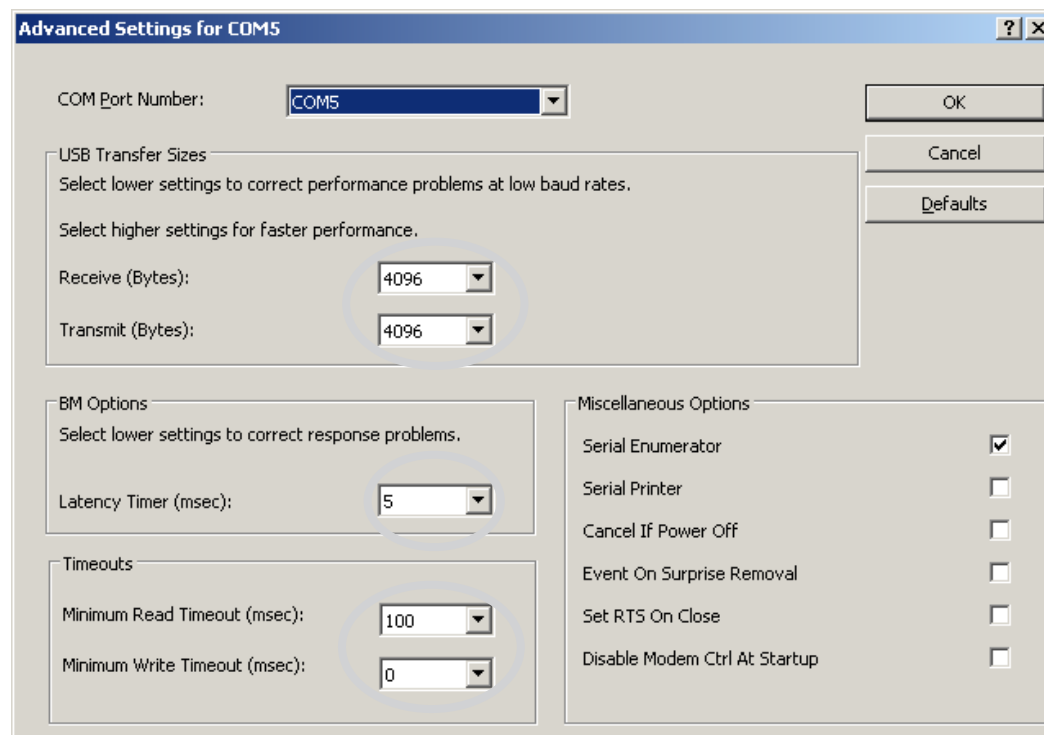 Advanced Settings for COM5
COM Port Number: COM5
OK
USB Transfer Sizes
Cancel
Select lower settings to correct performance problems at low baud rates.
Defaults
Select higher settings for faster performance.
Receive (Bytes): 4096
Transmit (Bytes): 4096
BM Options
Select lower settings to correct response problems.
Latency Timer (msec): 5
Timeouts
Minimum Read Timeout (msec): 100
Minimum Write Timeout (msec): 0
Miscellaneous Options
Serial Enumerator
Serial Printer
Cancel If Power Off
Event On Surprise Removal
Set RTS On Close
Disable Modem Ctrl At Startup